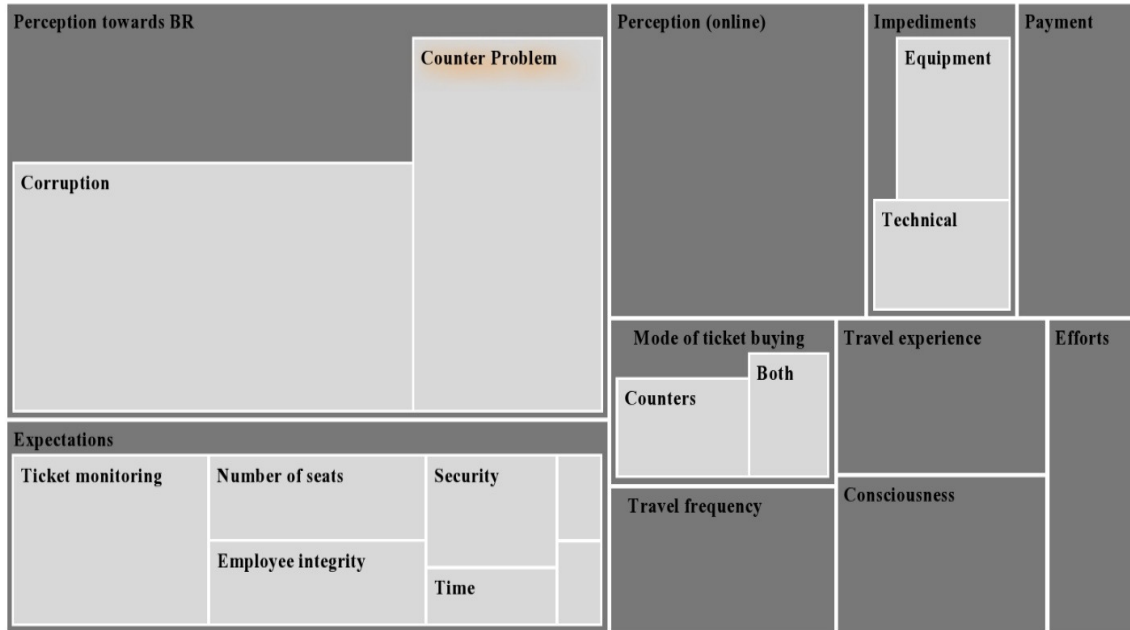 Perception towards BR
Counter Problem
Corruption
Expectations
Ticket monitoring
Number of seats
Security
Employee integrity
Time
Perception (online)
Impediments
Equipment
Technical
Payment
Mode of ticket buying
Both
Counters
Travel experience
Efforts
Travel frequency
Consciousness